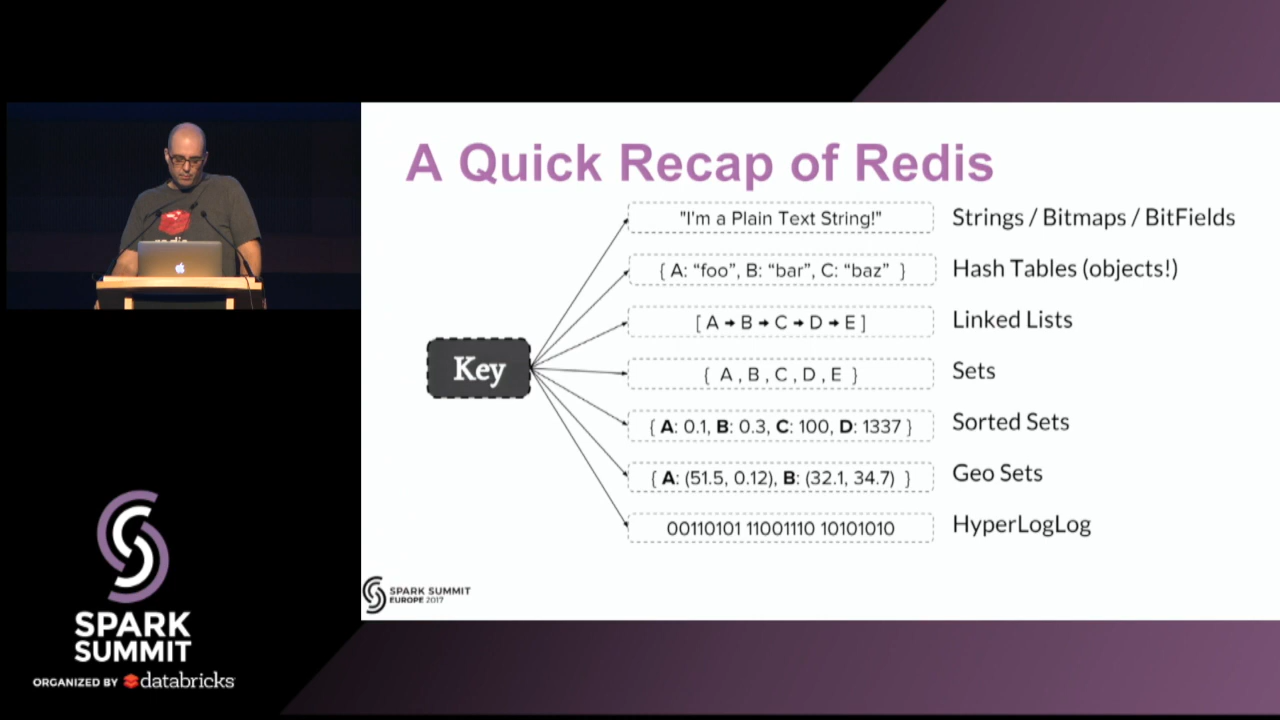 A Quick Recap of Redis
Key
"I'm a Plain Text String!"
Strings / Bitmaps / BitFields
{ A: “foo”, B: “bar”, C: “baz” }
Hash Tables (objects!)
[ A → B → C → D → E ]
Linked Lists
{ A , B , C , D , E }
Sets
{ A: 0.1, B: 0.3, C: 100, D: 1337 }
Sorted Sets
{ A: (51.5, 0.12), B: (32.1, 34.7) }
Geo Sets
00110101 11001110 10101010
HyperLogLog
SPARK SUMMIT
EUROPE 2017
redis
SPARK
SUMMIT
ORGANIZED BY databricks